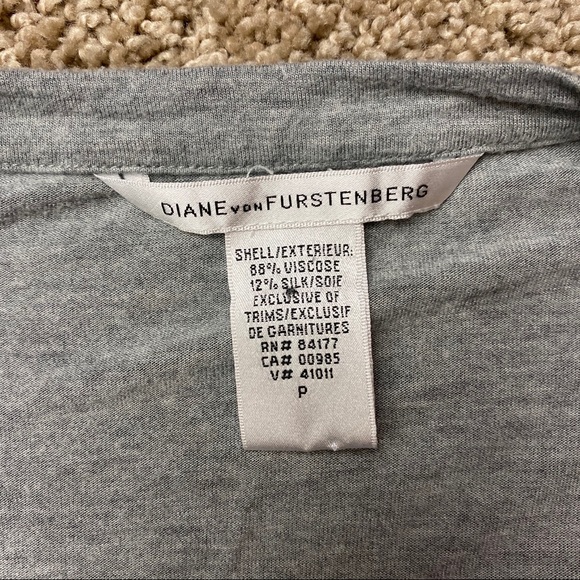 DIANE VON FURSTENBERG
SHELL/EXTERIEUR:
88% VISCOSE
12% SILK/SOIE
EXCLUSIVE OF
TRIMS/EXCLUSIF
DE GARNITURES
RN# 84177
CA# 00985
V# 41011
P